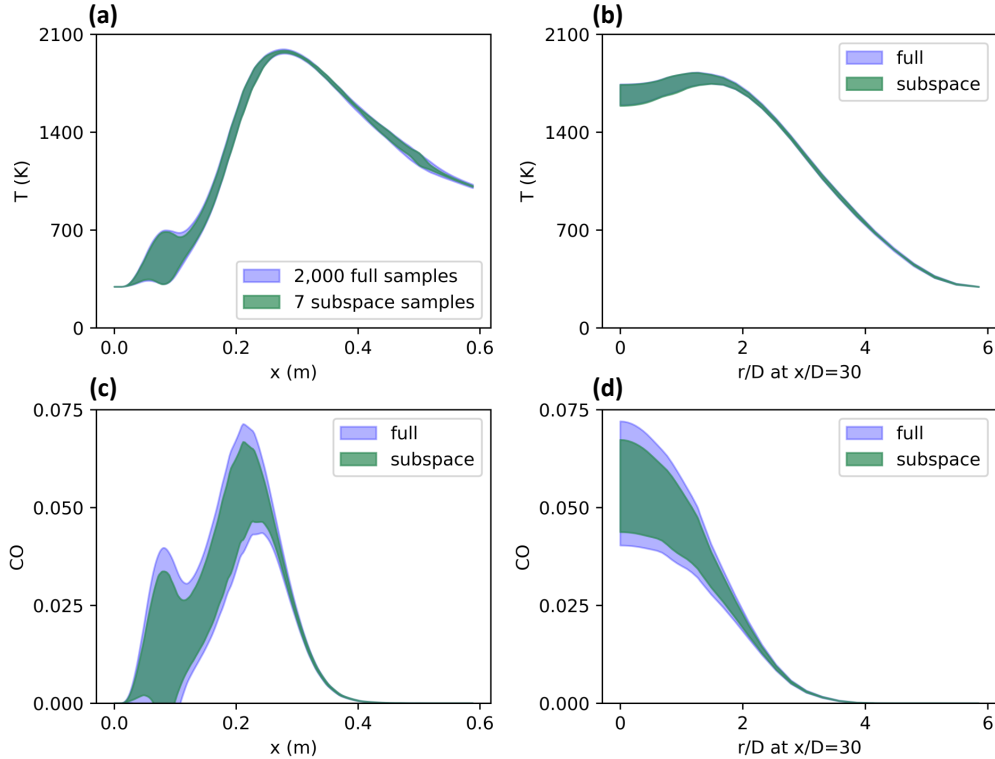 (a)
2100
1400
700
0
T (K)
2,000 full samples
7 subspace samples
0.0 0.2 0.4 0.6
x (m)
(b)
2100
1400
700
0
T (K)
full
subspace
0 2 4 6
r/D at x/D=30
(c)
0.075
0.050
0.025
0.000
CO
full
subspace
0.0 0.2 0.4 0.6
x (m)
(d)
0.075
0.050
0.025
0.000
CO
full
subspace
0 2 4 6
r/D at x/D=30